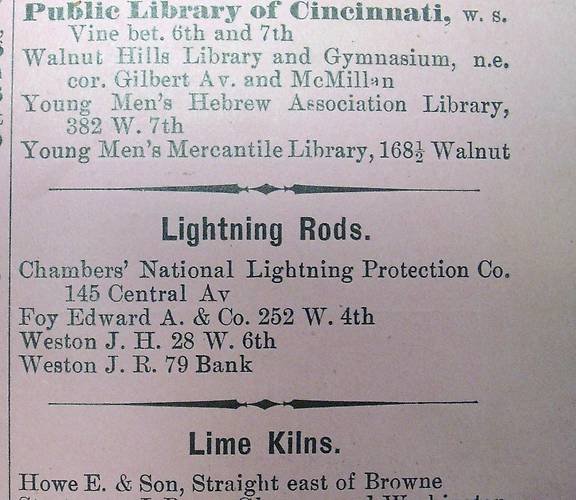 Public Library of Cincinnati, w. s.
Vine bet. 6th and 7th
Walnut Hills Library and Gymnasium, n.e.
cor. Gilbert Av. and McMillan
Young Men's Hebrew Association Library,
382 W. 7th
Young Men's Mercantile Library, 168½ Walnut
Lightning Rods.
Chambers' National Lightning Protection Co.
145 Central Av
Foy Edward A. & Co. 252 W. 4th
Weston J. H. 28 W. 6th
Weston J. R. 79 Bank
Lime Kilns.
Howe E. & Son, Straight east of Browne